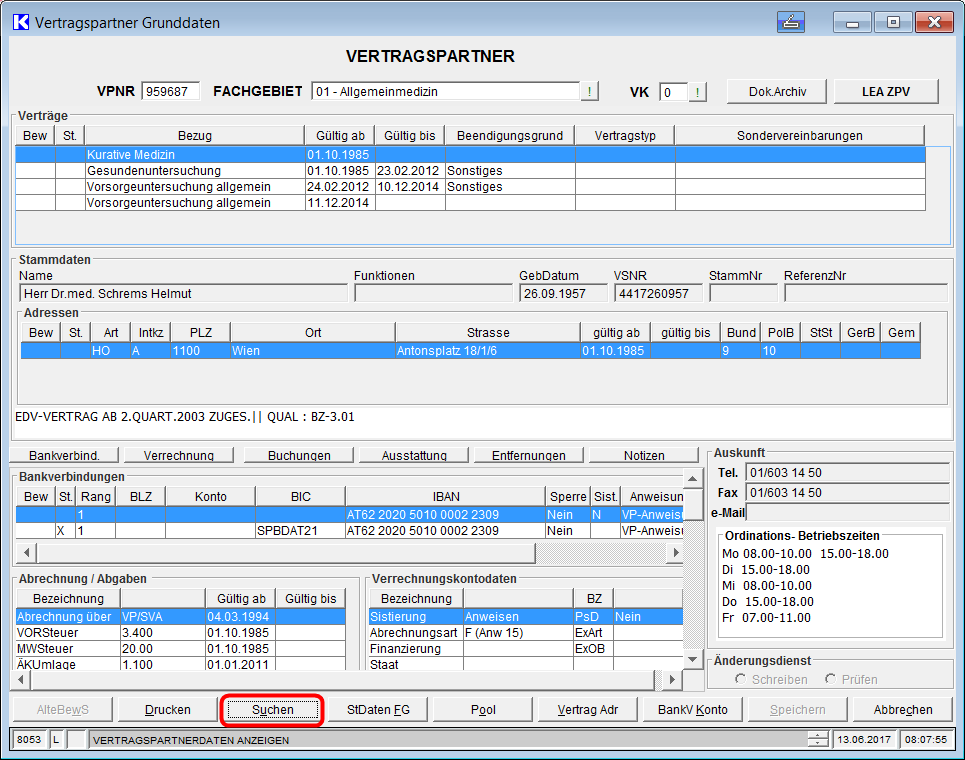 Vertragspartner Grunddaten
VERTRAGSPARTNER
VPNR 959687 FACHGEBIET 01 - Allgemeinmedizin ! VK 0 ! Dok.Archiv LEA ZPV
Verträge
Bew St. Bezug Gültig ab Gültig bis Beendigungsgrund Vertragstyp Sondervereinbarungen
Kurative Medizin 01.10.1985
Gesundenuntersuchung 01.10.1985 23.02.2012 Sonstiges
Vorsorgeuntersuchung allgemein 24.02.2012 10.12.2014 Sonstiges
Vorsorgeuntersuchung allgemein 11.12.2014
Stammdaten
Name Funktionen GebDatum VSNR StammNr ReferenzNr
Herr Dr.med. Schrems Helmut 26.09.1957 4417260957
Adressen
Bew St. Art Intkz PLZ Ort Strasse gültig ab gültig bis Bund PolB StSt GerB Gem
HO A 1100 Wien Antonsplatz 18/1/6 01.10.1985 9 10
EDV-VERTRAG AB 2.QUART.2003 ZUGES.|| QUAL : BZ-3.01
Bankverbind. Verrechnung Buchungen Ausstattung Entfernungen Notizen
Bankverbindungen
Bew St. Rang BLZ Konto BIC IBAN Sperre Sist. Anweisun
1 AT62 2020 5010 0002 2309 Nein N VP-Anweisu
X 1 SPBDAT21 AT62 2020 5010 0002 2309 Nein VP-Anweisu
Abrechnung / Abgaben
Bezeichnung Gültig ab Gültig bis
Abrechnung über VP/SVA 04.03.1994
VORSteuer 3.400 01.10.1985
MWSteuer 20.00 01.10.1985
ÄKUmlage 1.100 01.01.2011
Verrechnungskontodaten
Bezeichnung BZ
Sistierung Anweisen PsD Nein
Abrechnungsart F (Anw 15) ExArt
Finanzierung ExOB
Staat
Auskunft
Tel. 01/603 14 50
Fax 01/603 14 50
e-Mail
Ordinations- Betriebszeiten
Mo 08.00-10.00 15.00-18.00
Di 15.00-18.00
Mi 08.00-10.00
Do 15.00-18.00
Fr 07.00-11.00
Änderungsdienst
Schreiben Prüfen
AlteBewS Drucken Suchen StDaten FG Pool Vertrag Adr BankV Konto Speichern Abbrechen
8053 L VERTRAGSPARTNERDATEN ANZEIGEN 13.06.2017 08:07:55